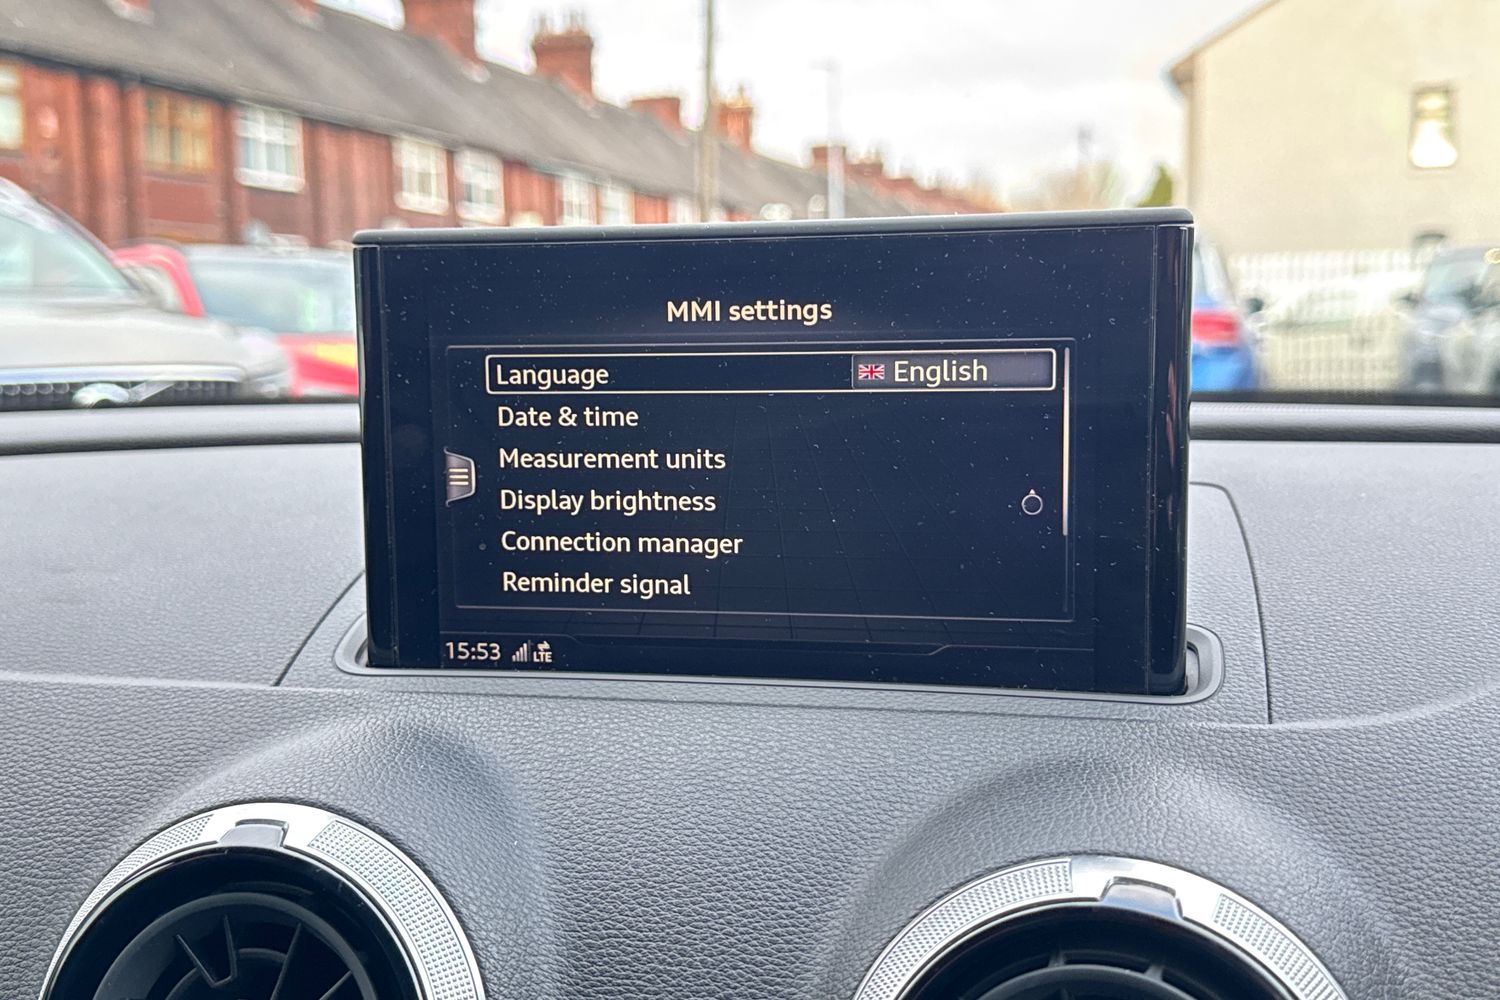 MMI settings
Language English
Date & time
Measurement units
Display brightness
Connection manager
Reminder signal
15:53 LTE